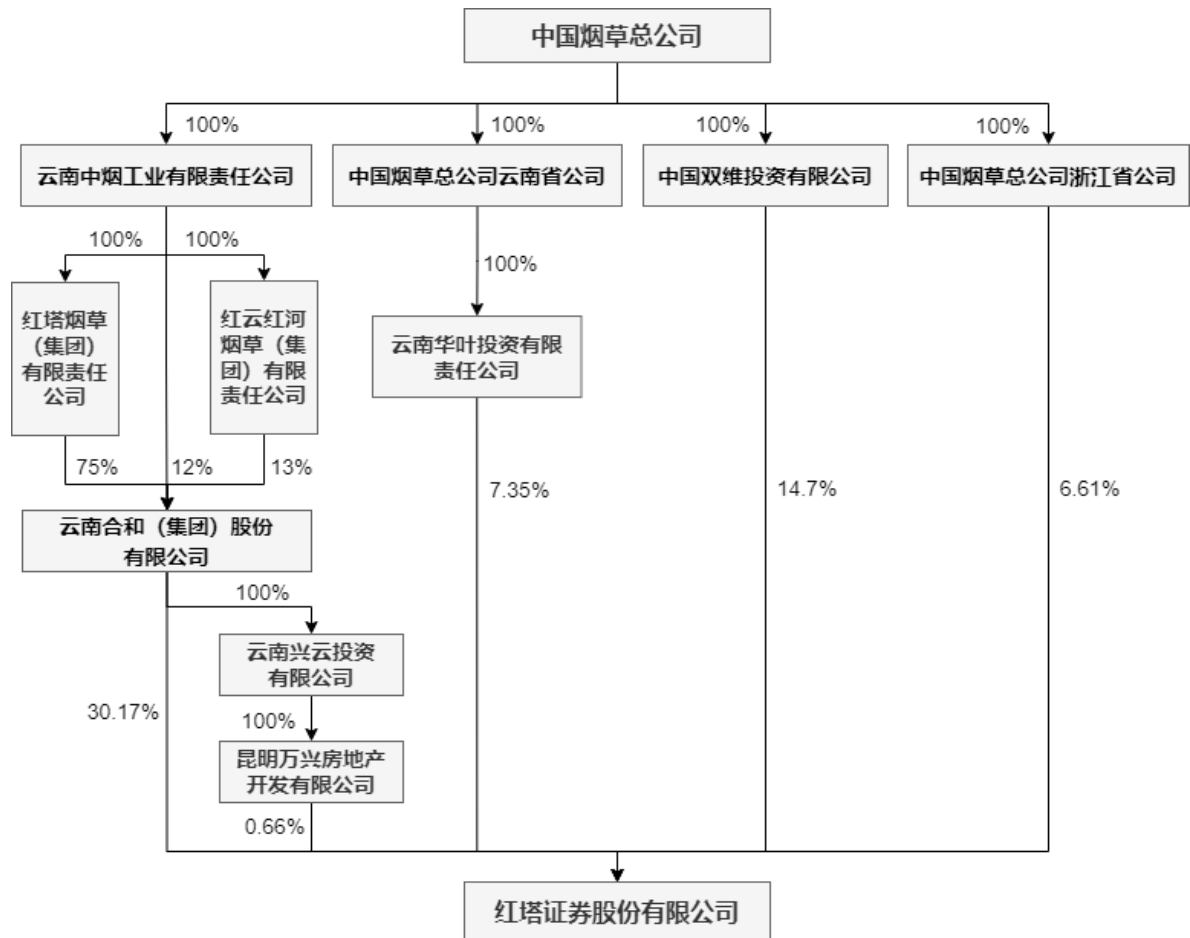 中国烟草总公司
100%
100%
100%
100%
云南中烟工业有限责任公司
中国烟草总公司云南省公司
中国双维投资有限公司
中国烟草总公司浙江省公司
100%
100%
100%
红塔烟草
（集团）
有限责任
公司
红云红河
烟草（集
团）有限
责任公司
云南华叶投资有限
责任公司
75%
12%
13%
7.35%
14.7%
6.61%
云南合和（集团）股份
有限公司
100%
云南兴云投资
有限公司
30.17%
100%
昆明万兴房地产
开发有限公司
0.66%
红塔证券股份有限公司